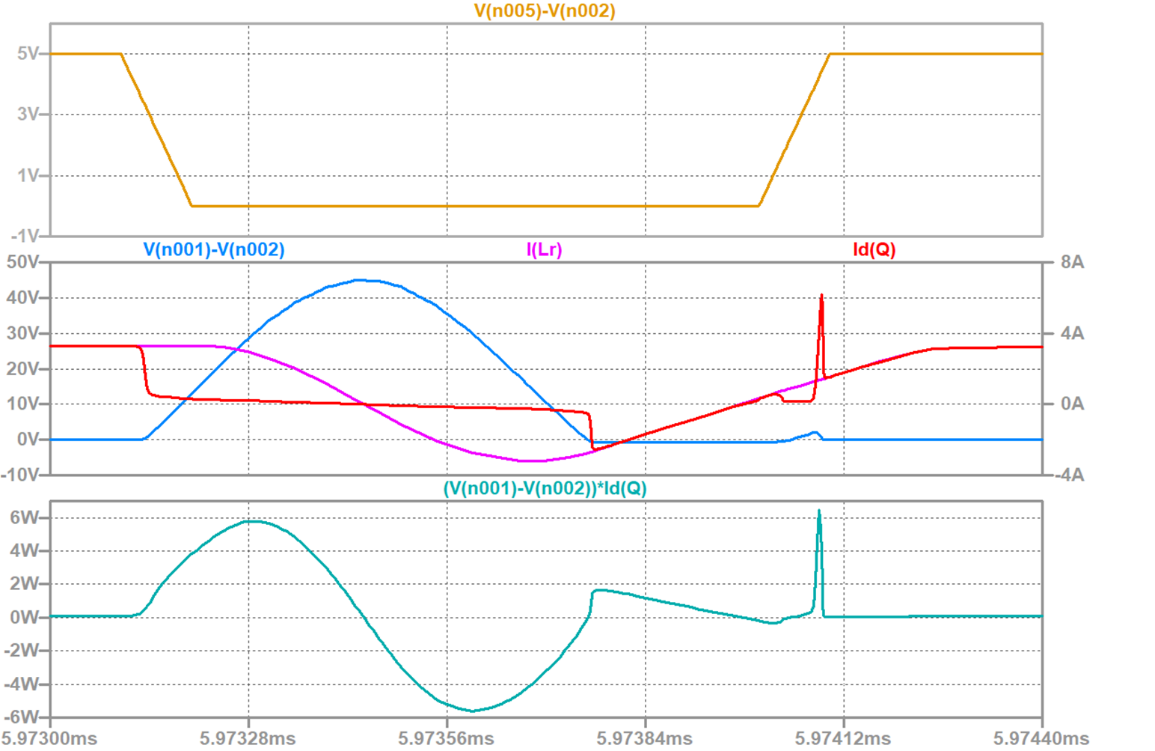 V(n005)-V(n002)
5V
3V
1V
-1V
V(n001)-V(n002) I(Lr) Id(Q)
50V 8A
40V
30V 4A
20V
10V 0A
0V
-10V -4A
(V(n001)-V(n002))*Id(Q)
6W
4W
2W
0W
-2W
-4W
-6W
5.97300ms 5.97328ms 5.97356ms 5.97384ms 5.97412ms 5.97440ms